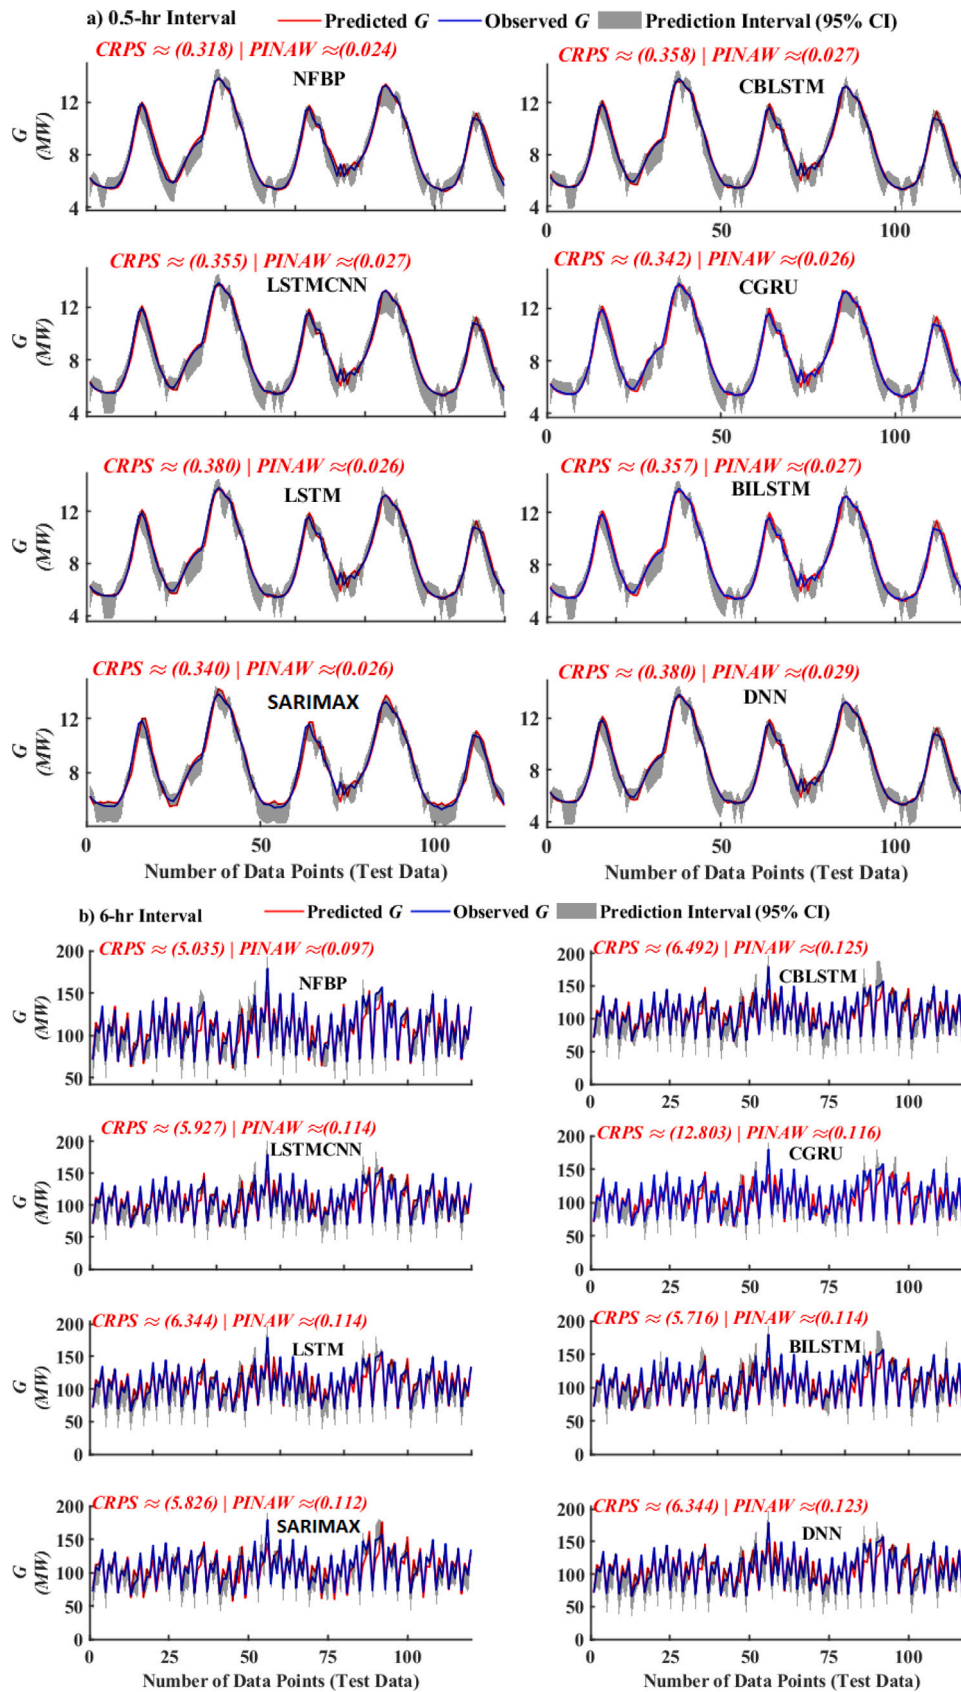 a) 0.5-hr Interval Predicted G Observed G Prediction Interval (95% CI)
CRPS ≈ (0.318) | PINAW ≈(0.024)
NFBP
12
8
4
G
(MW)
CRPS ≈ (0.358) | PINAW ≈(0.027)
CBLSTM
12
8
4
50
100
CRPS ≈ (0.355) | PINAW ≈(0.027)
LSTMCNN
12
8
4
G
(MW)
CRPS ≈ (0.342) | PINAW ≈(0.026)
CGRU
12
8
4
0
50
100
CRPS ≈ (0.380) | PINAW ≈(0.026)
LSTM
12
8
4
G
(MW)
CRPS ≈ (0.357) | PINAW ≈(0.027)
BILSTM
12
8
4
CRPS ≈ (0.340) | PINAW ≈(0.026)
SARIMAX
12
8
G
(MW)
0
50
100
Number of Data Points (Test Data)
CRPS ≈ (0.380) | PINAW ≈(0.029)
DNN
12
8
4
0
50
100
Number of Data Points (Test Data)
b) 6-hr Interval Predicted G Observed G Prediction Interval (95% CI)
CRPS ≈ (5.035) | PINAW ≈(0.097)
NFBP
200
150
100
50
G
(MW)
CRPS ≈ (6.492) | PINAW ≈(0.125)
CBLSTM
200
150
100
50
0
0
25
50
75
100
CRPS ≈ (5.927) | PINAW ≈(0.114)
LSTMCNN
200
150
100
50
0
G
(MW)
CRPS ≈ (12.803) | PINAW ≈(0.116)
CGRU
200
150
100
50
0
0
25
50
75
100
CRPS ≈ (6.344) | PINAW ≈(0.114)
LSTM
200
150
100
50
0
G
(MW)
CRPS ≈ (5.716) | PINAW ≈(0.114)
BILSTM
200
150
100
50
0
CRPS ≈ (5.826) | PINAW ≈(0.112)
SARIMAX
200
150
100
50
0
G
(MW)
0
25
50
75
100
Number of Data Points (Test Data)
CRPS ≈ (6.344) | PINAW ≈(0.123)
DNN
200
150
100
50
0
0
25
50
75
100
Number of Data Points (Test Data)